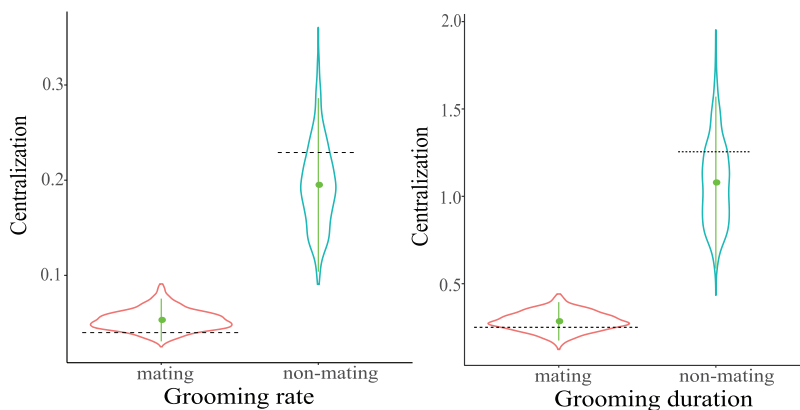 Centralization
0.3
0.2
0.1
mating
non-mating
Grooming rate
Centralization
2.0
1.5
1.0
0.5
mating
non-mating
Grooming duration